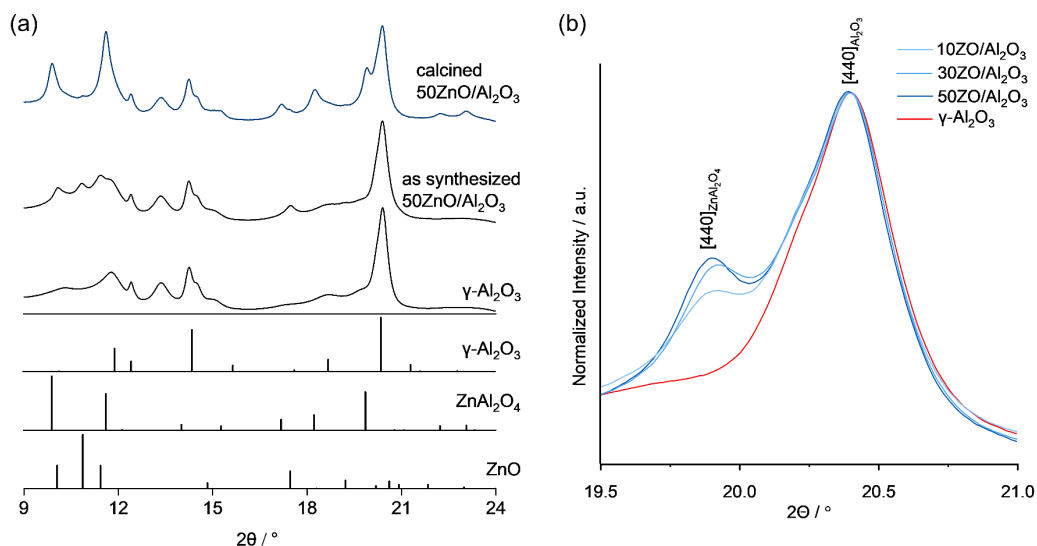 (a)
calcined
50ZnO/Al₂O₃
as synthesized
50ZnO/Al₂O₃
γ-Al₂O₃
γ-Al₂O₃
ZnAl₂O₄
ZnO
9 12 15 18 21 24
2θ / °
(b)
Normalized Intensity / a.u.
[440]ZnAl₂O₄
[440]Al₂O₃
10ZO/Al₂O₃
30ZO/Al₂O₃
50ZO/Al₂O₃
γ-Al₂O₃
19.5 20.0 20.5 21.0
2Θ / °